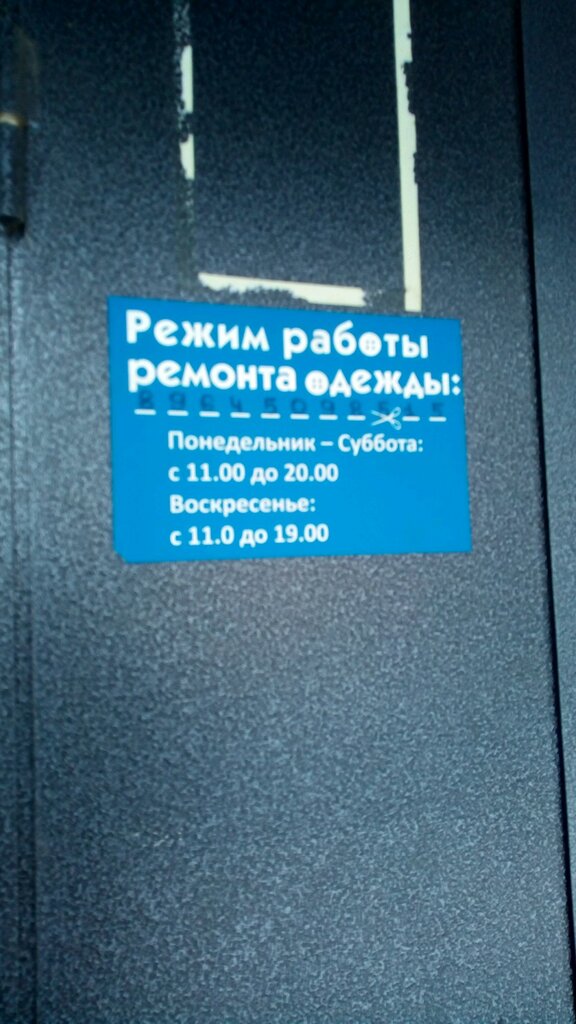 Режим работы
ремонта одежды:
Понедельник – Суббота:
с 11.00 до 20.00
Воскресенье:
с 11.0 до 19.00